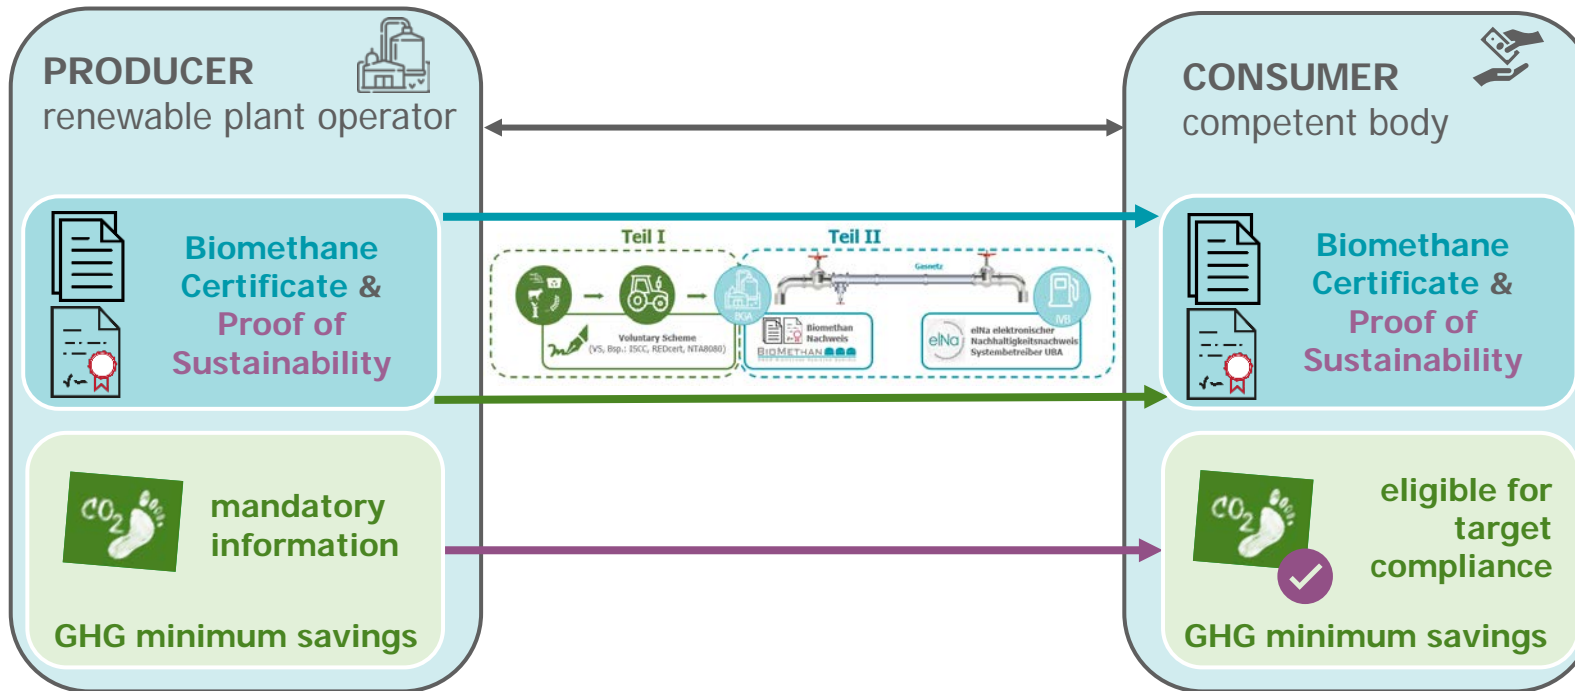 PRODUCER
renewable plant operator
Biomethane
Certificate &
Proof of
Sustainability
CO2
mandatory
information
GHG minimum savings
Teil I
Teil II
Gasnetz
BGA
IVB
Voluntary Scheme
(VS, Bsp.: ISCC, REDcert, NTA8080)
Biomethan
Nachweis
BIOMETHAN
elNa
elNa elektronischer
Nachhaltigkeitsnachweis
Systembetreiber UBA
CONSUMER
competent body
Biomethane
Certificate &
Proof of
Sustainability
CO2
eligible for
target
compliance
GHG minimum savings